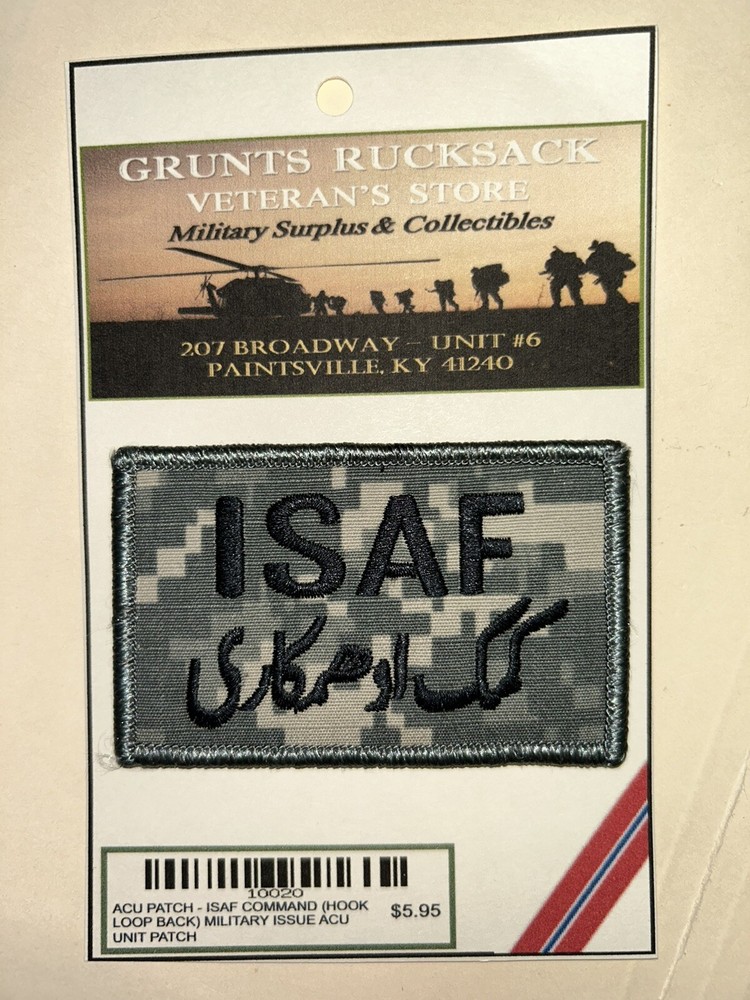 GRUNTS RUCKSACK
VETERAN'S STORE
Military Surplus & Collectibles
207 BROADWAY – UNIT #6
PAINTSVILLE, KY 41240
ISAF
کمک او همکاری
10020
ACU PATCH - ISAF COMMAND (HOOK
LOOP BACK) MILITARY ISSUE ACU
UNIT PATCH
$5.95